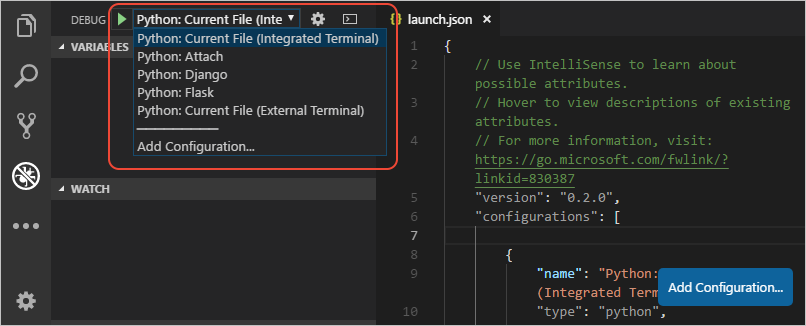 DEBUG
Python: Current File (Inte
Python: Current File (Integrated Terminal)
Python: Attach
Python: Django
Python: Flask
Python: Current File (External Terminal)
Add Configuration...
VARIABLES
WATCH
{} launch.json ×
1 {
2 // Use IntelliSense to learn about
possible attributes.
3 // Hover to view descriptions of existing
attributes.
4 // For more information, visit:
https://go.microsoft.com/fwlink/?
linkid=830387
5 "version": "0.2.0",
6 "configurations": [
7
8 {
9 "name": "Python:
(Integrated Term
10 "type": "python",
Add Configuration...